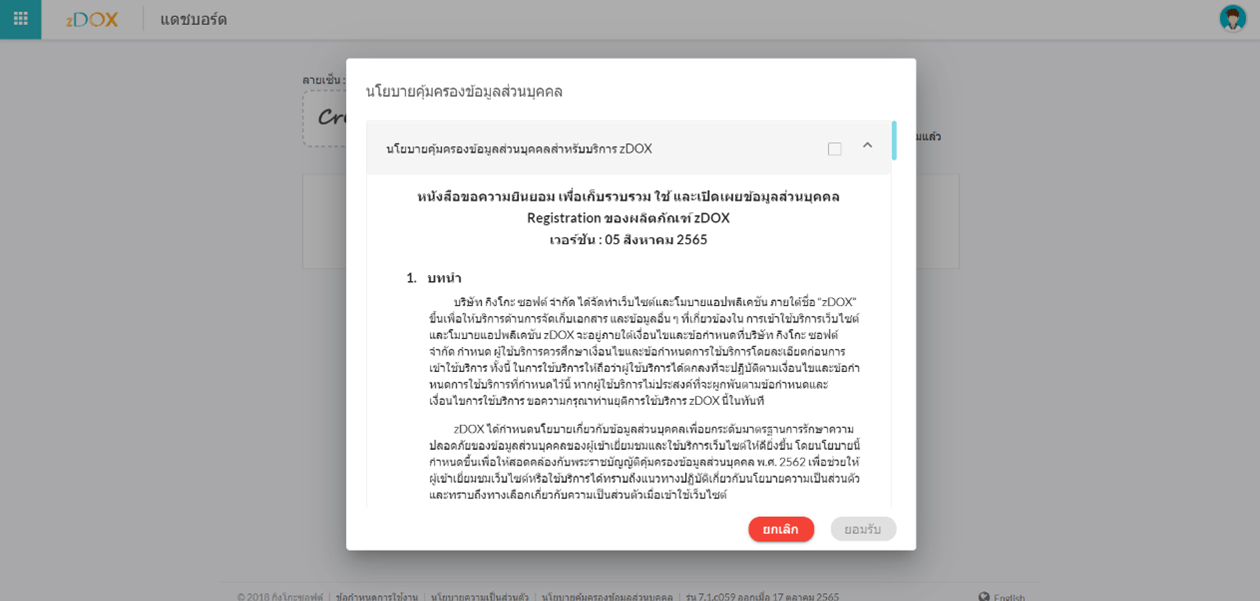 zDOX
แดชบอร์ด
ลายเซ็น :
นโยบายคุ้มครองข้อมูลส่วนบุคคล
นโยบายคุ้มครองข้อมูลส่วนบุคคลสำหรับบริการ zDOX
หนังสือขอความยินยอม เพื่อเก็บรวบรวม ใช้ และเปิดเผยข้อมูลส่วนบุคคล
Registration ของผลิตภัณฑ์ zDOX
เวอร์ชัน : 05 สิงหาคม 2565
1. บทนำ
บริษัท กิงโกะ ซอฟต์ จำกัด ได้จัดทำเว็บไซต์และโมบายแอปพลิเคชัน ภายใต้ชื่อ “zDOX”
ขึ้นเพื่อให้บริการด้านการจัดเก็บเอกสาร และข้อมูลอื่น ๆ ที่เกี่ยวข้องใน การเข้าใช้บริการเว็บไซต์
และโมบายแอปพลิเคชัน zDOX จะอยู่ภายใต้เงื่อนไขและข้อกำหนดที่บริษัท กิงโกะ ซอฟต์
จำกัด กำหนด ผู้ใช้บริการควรศึกษาเงื่อนไขและข้อกำหนดการใช้บริการโดยละเอียดก่อนการ
เข้าใช้บริการ ทั้งนี้ ในการใช้บริการให้ถือว่าผู้ใช้บริการได้ตกลงที่จะปฏิบัติตามเงื่อนไขและข้อกำ
หนดการใช้บริการที่กำหนดไว้นี้ หากผู้ใช้บริการไม่ประสงค์ที่จะผูกพันตามข้อกำหนดและ
เงื่อนไขการใช้บริการ ขอความกรุณาท่านยุติการใช้บริการ zDOX นี้ในทันที
zDOX ได้กำหนดนโยบายเกี่ยวกับข้อมูลส่วนบุคคลเพื่อยกระดับมาตรฐานการรักษาความ
ปลอดภัยของข้อมูลส่วนบุคคลของผู้เข้าเยี่ยมชมและใช้บริการเว็บไซต์ให้ดียิ่งขึ้น โดยนโยบายนี้
กำหนดขึ้นเพื่อให้สอดคล้องกับพระราชบัญญัติคุ้มครองข้อมูลส่วนบุคคล พ.ศ. 2562 เพื่อช่วยให้
ผู้เข้าเยี่ยมชมเว็บไซต์หรือใช้บริการได้ทราบถึงแนวทางปฏิบัติเกี่ยวกับนโยบายความเป็นส่วนตัว
และทราบถึงทางเลือกเกี่ยวกับความเป็นส่วนตัวเมื่อเข้าใช้เว็บไซต์
ยกเลิก
ยอมรับ
© 2018 กิงโกะซอฟต์ | ข้อกำหนดการใช้งาน | นโยบายความเป็นส่วนตัว | นโยบายคุ้มครองข้อมูลส่วนบุคคล | รุ่น 7.1.c059 ออกเมื่อ 17 ตุลาคม 2565
English